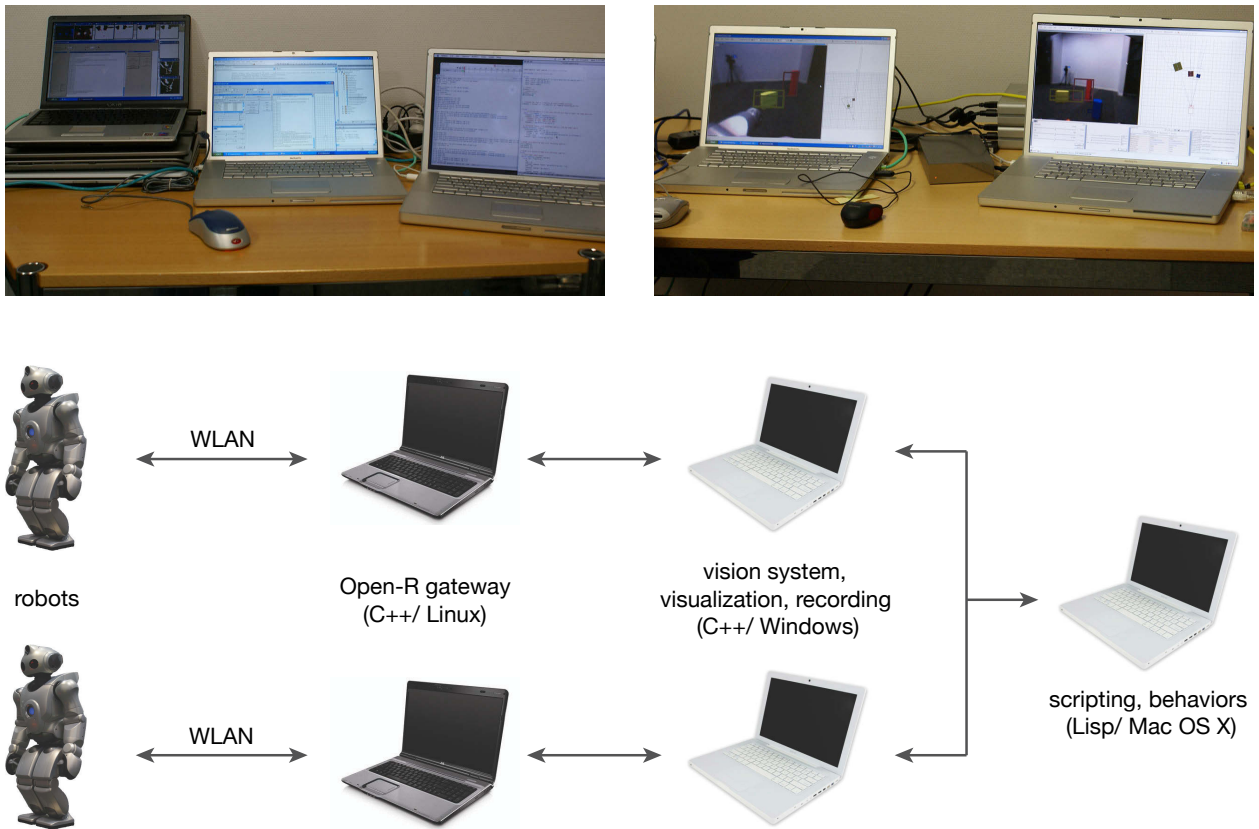 WLAN
robots
Open-R gateway
(C++/ Linux)
vision system,
visualization, recording
(C++/ Windows)
scripting, behaviors
(Lisp/ Mac OS X)
WLAN